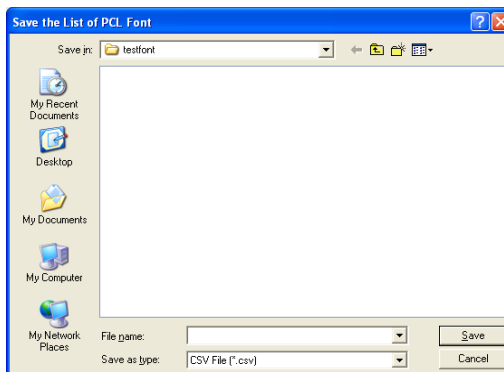 Save the List of PCL Font
Save in: testfont
My Recent
Documents
Desktop
My Documents
My Computer
My Network
Places
File name:
Save
Save as type: CSV File (*.csv)
Cancel